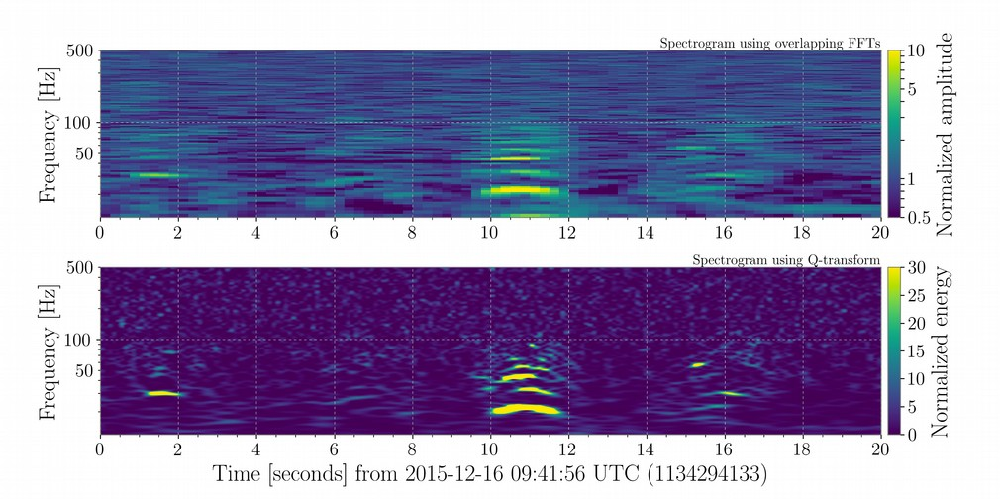 Spectrogram using overlapping FFTs
500
100
50
Frequency [Hz]
0 2 4 6 8 10 12 14 16 18 20
10
5
1
0.5
Normalized amplitude
Spectrogram using Q-transform
500
100
50
Frequency [Hz]
0 2 4 6 8 10 12 14 16 18 20
30
25
20
15
10
5
0
Normalized energy
Time [seconds] from 2015-12-16 09:41:56 UTC (1134294133)